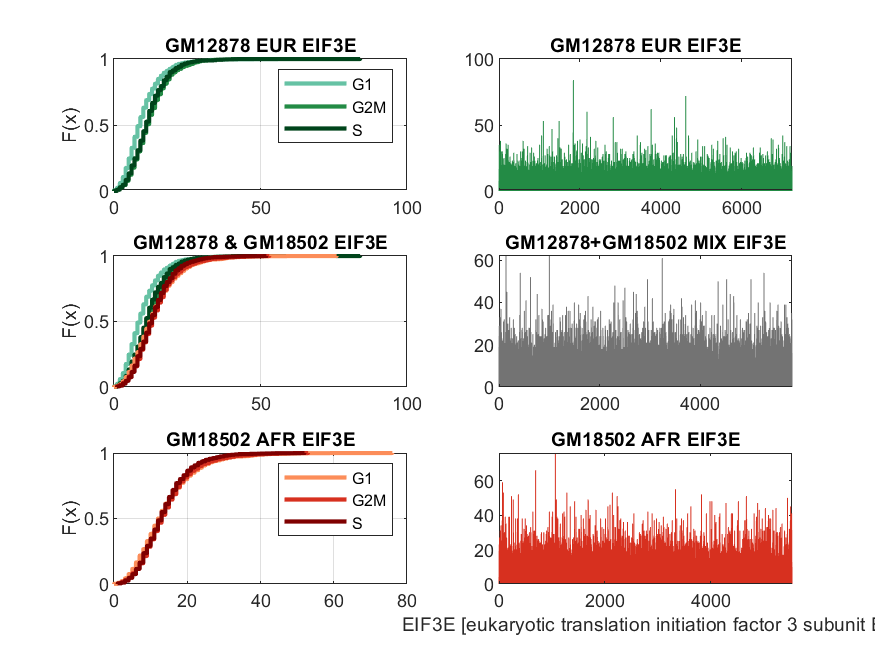 GM12878 EUR EIF3E
F(x)
1
0.5
0
0
50
100
G1
G2M
S
GM12878 EUR EIF3E
100
50
0
0
2000
4000
6000
GM12878 & GM18502 EIF3E
F(x)
1
0.5
0
0
50
100
GM12878+GM18502 MIX EIF3E
60
40
20
0
0
2000
4000
GM18502 AFR EIF3E
F(x)
1
0.5
0
0
20
40
60
80
G1
G2M
S
GM18502 AFR EIF3E
60
40
20
0
0
2000
4000
EIF3E [eukaryotic translation initiation factor 3 subunit E